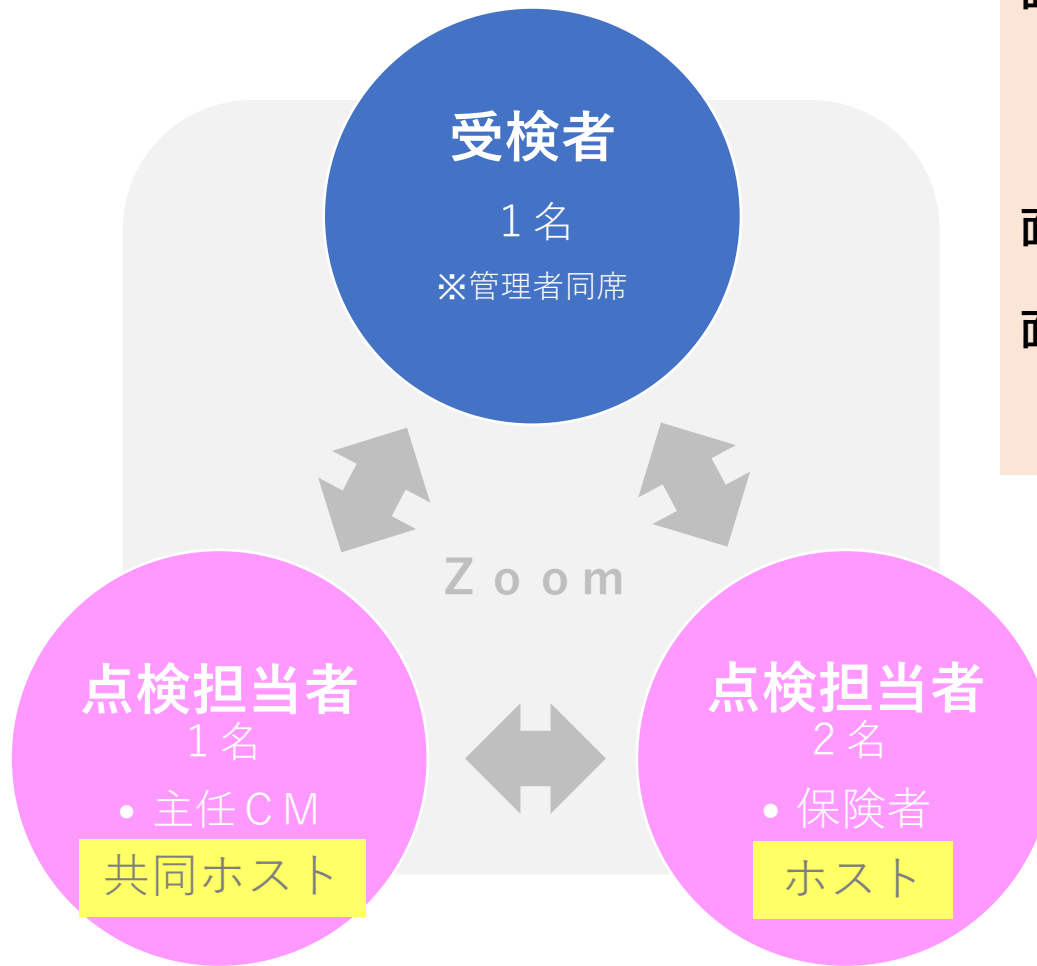 受検者
１名
※管理者同席
Ｚｏｏｍ
点検担当者
１名
• 主任ＣＭ
共同ホスト
点検担当者
２名
• 保険者
ホスト